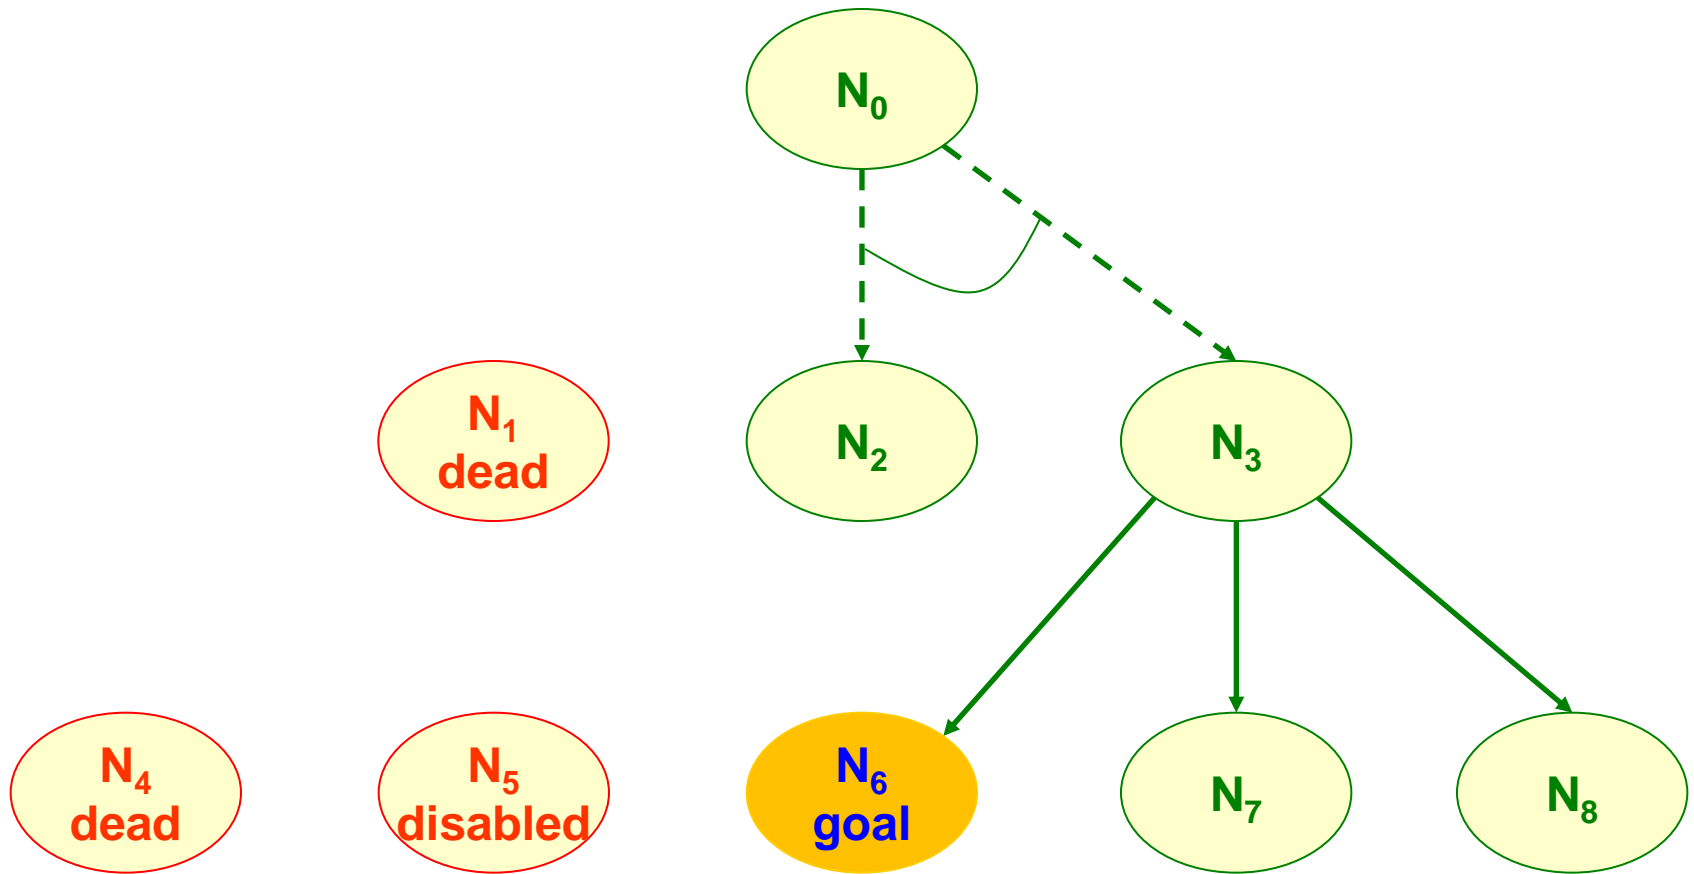 N₀
N₁
dead
N₂
N₃
N₄
dead
N₅
disabled
N₆
goal
N₇
N₈